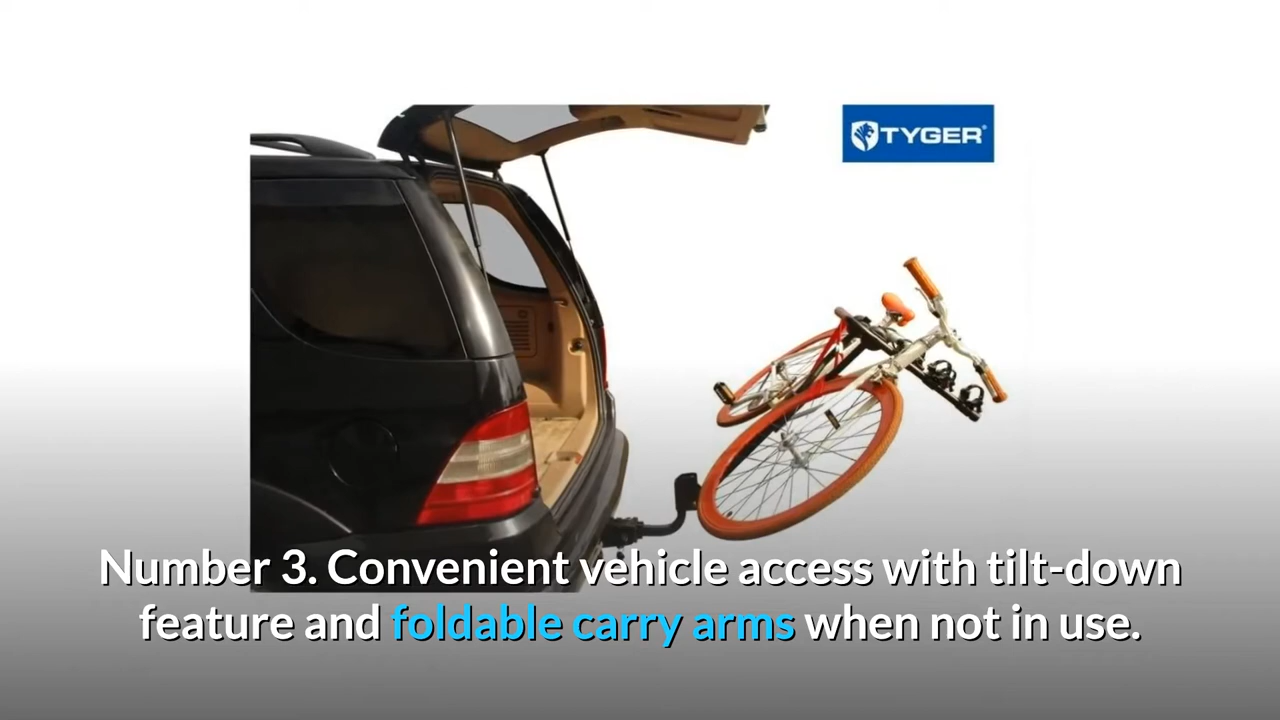 TYGER
Number 3. Convenient vehicle access with tilt-down
feature and foldable carry arms when not in use.